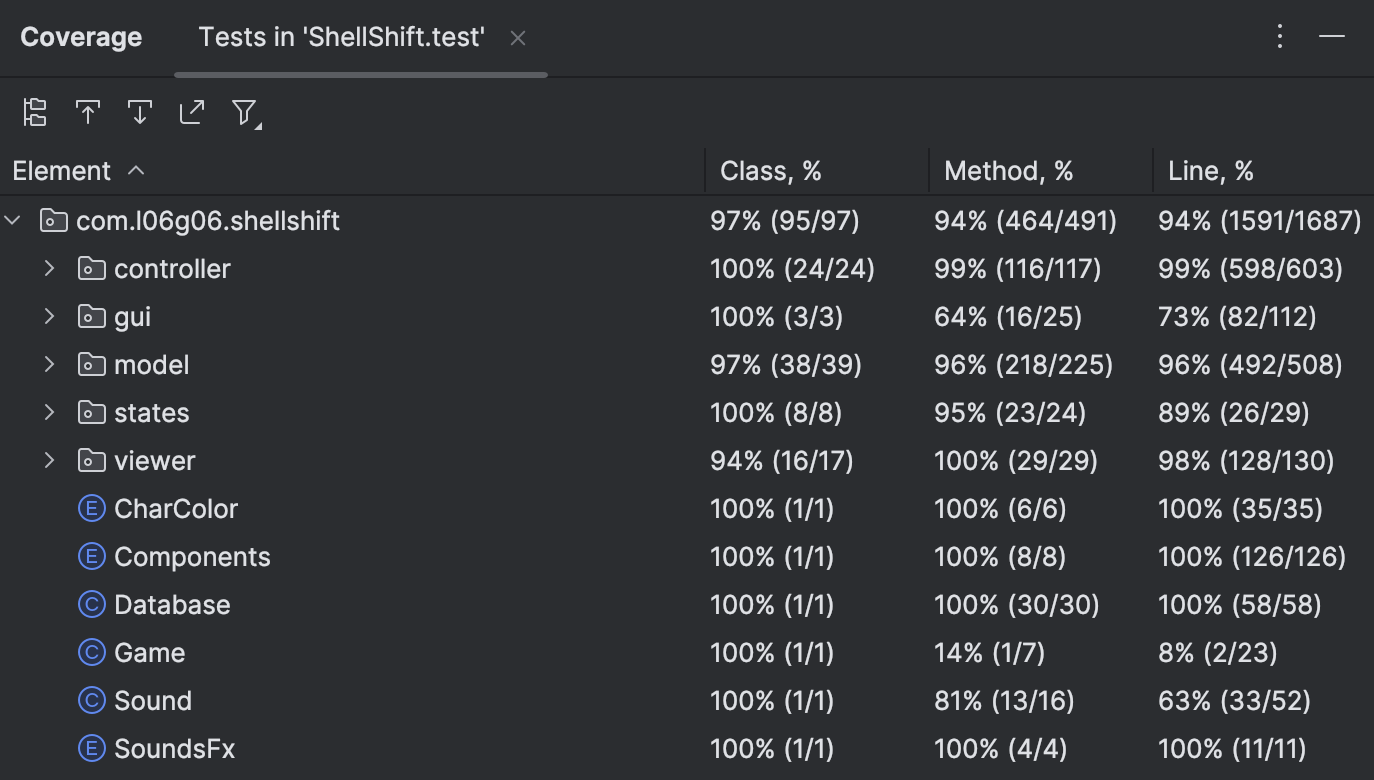 Coverage Tests in 'ShellShift.test'
Element Class, % Method, % Line, %
com.l06g06.shellshift 97% (95/97) 94% (464/491) 94% (1591/1687)
controller 100% (24/24) 99% (116/117) 99% (598/603)
gui 100% (3/3) 64% (16/25) 73% (82/112)
model 97% (38/39) 96% (218/225) 96% (492/508)
states 100% (8/8) 95% (23/24) 89% (26/29)
viewer 94% (16/17) 100% (29/29) 98% (128/130)
E CharColor 100% (1/1) 100% (6/6) 100% (35/35)
E Components 100% (1/1) 100% (8/8) 100% (126/126)
C Database 100% (1/1) 100% (30/30) 100% (58/58)
C Game 100% (1/1) 14% (1/7) 8% (2/23)
C Sound 100% (1/1) 81% (13/16) 63% (33/52)
E SoundsFx 100% (1/1) 100% (4/4) 100% (11/11)